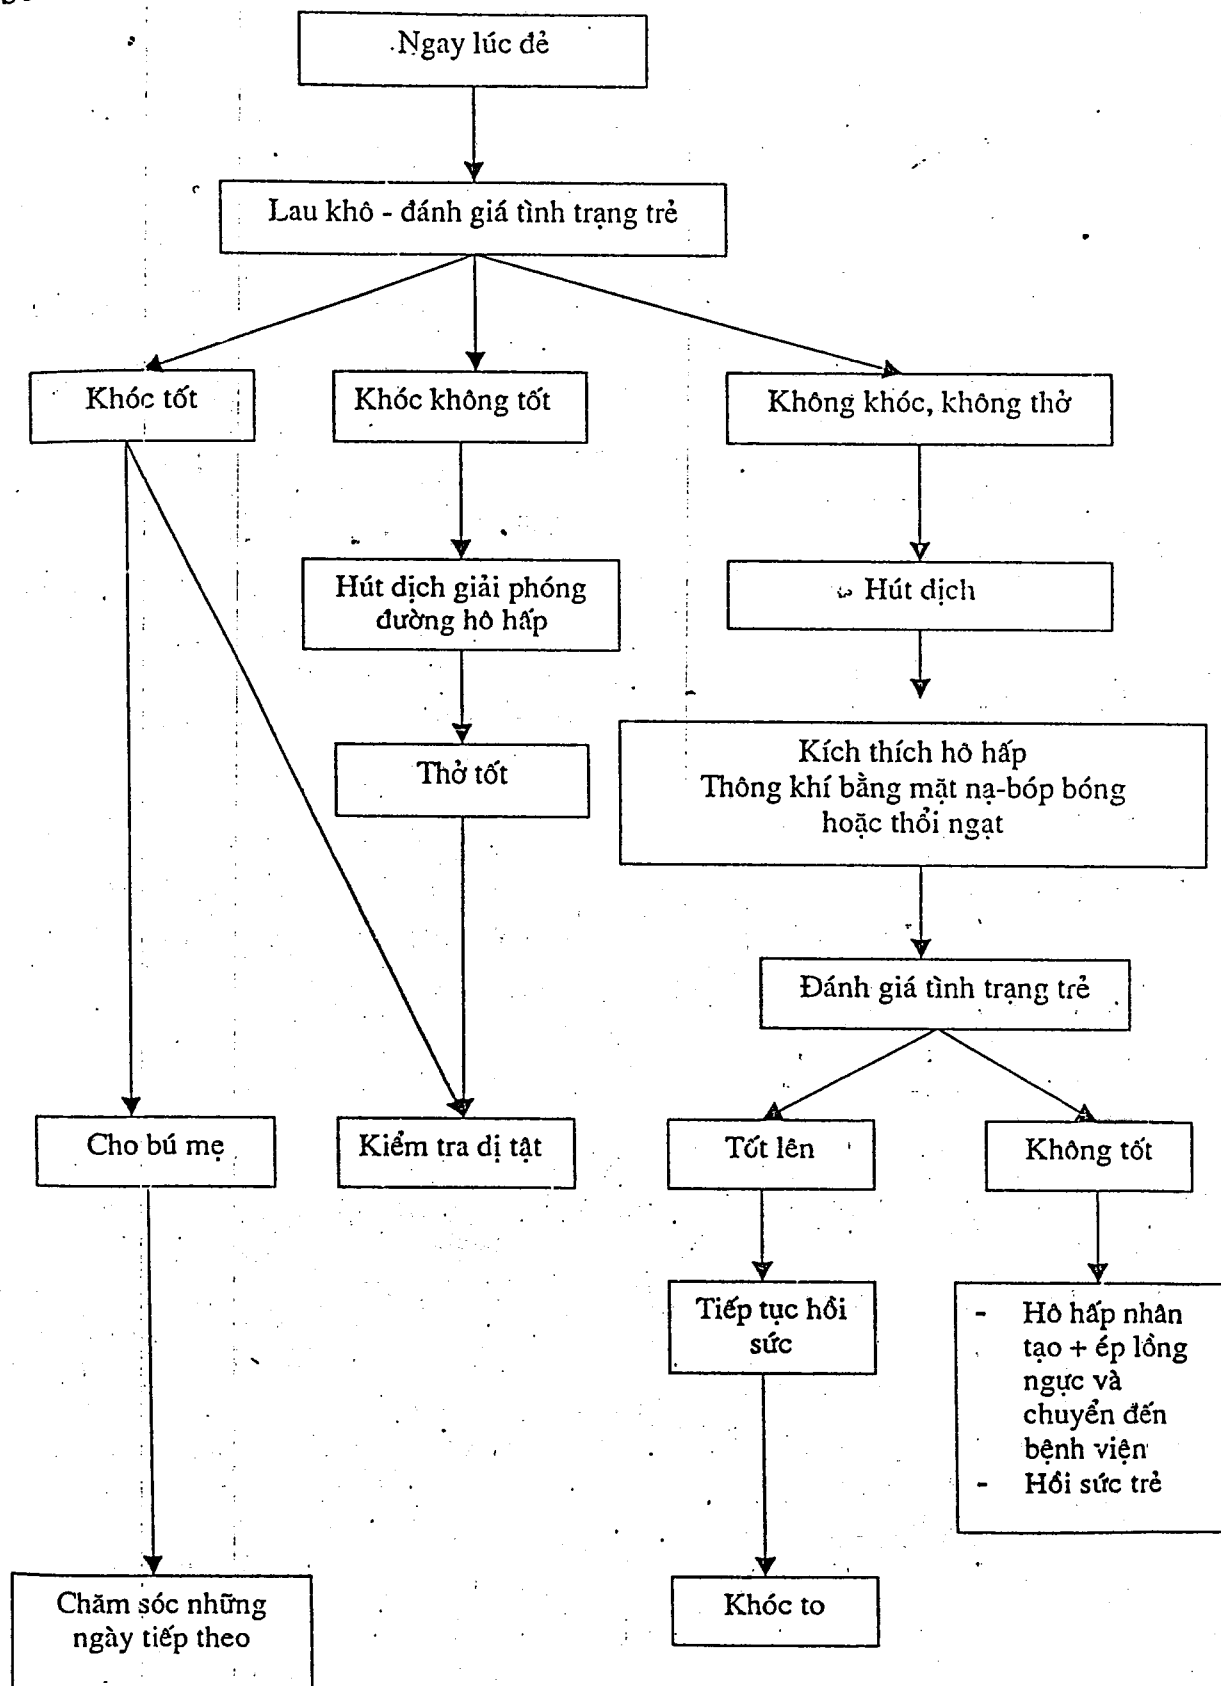 Ngay lúc đẻ
Lau khô - đánh giá tình trạng trẻ
Khóc tốt
Khóc không tốt
Không khóc, không thở
Hút dịch giải phóng
đường hô hấp
Hút dịch
Thở tốt
Kích thích hô hấp
Thông khí bằng mặt nạ-bóp bóng
hoặc thổi ngạt
Đánh giá tình trạng trẻ
Cho bú mẹ
Kiểm tra dị tật
Tốt lên
Không tốt
Tiếp tục hồi
sức
- Hô hấp nhân
tạo + ép lồng
ngực và
chuyển đến
bệnh viện
- Hồi sức trẻ
Chăm sóc những
ngày tiếp theo
Khóc to